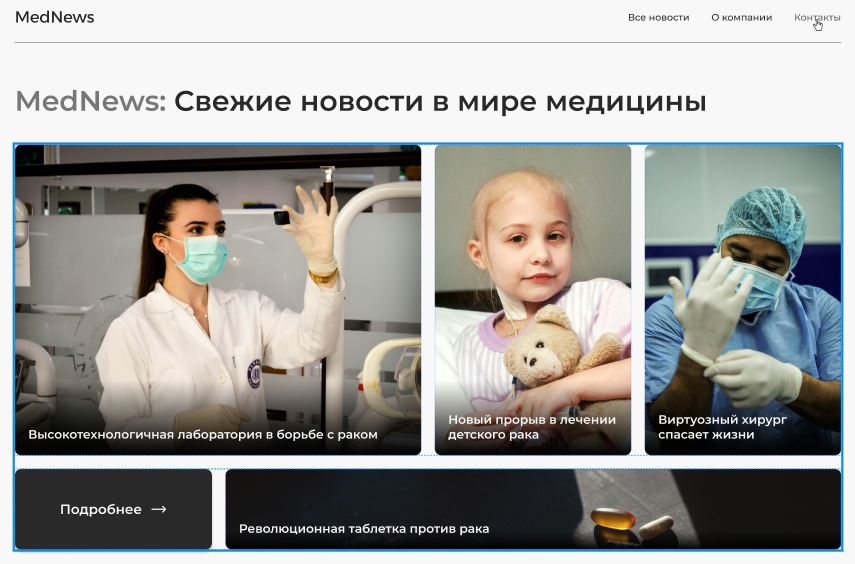 MedNews
Все новости
О компании
Контакты
MedNews: Свежие новости в мире медицины
Высокотехнологичная лаборатория в борьбе с раком
Новый прорыв в лечении
детского рака
Виртуозный хирург
спасает жизни
Подробнее →
Революционная таблетка против рака